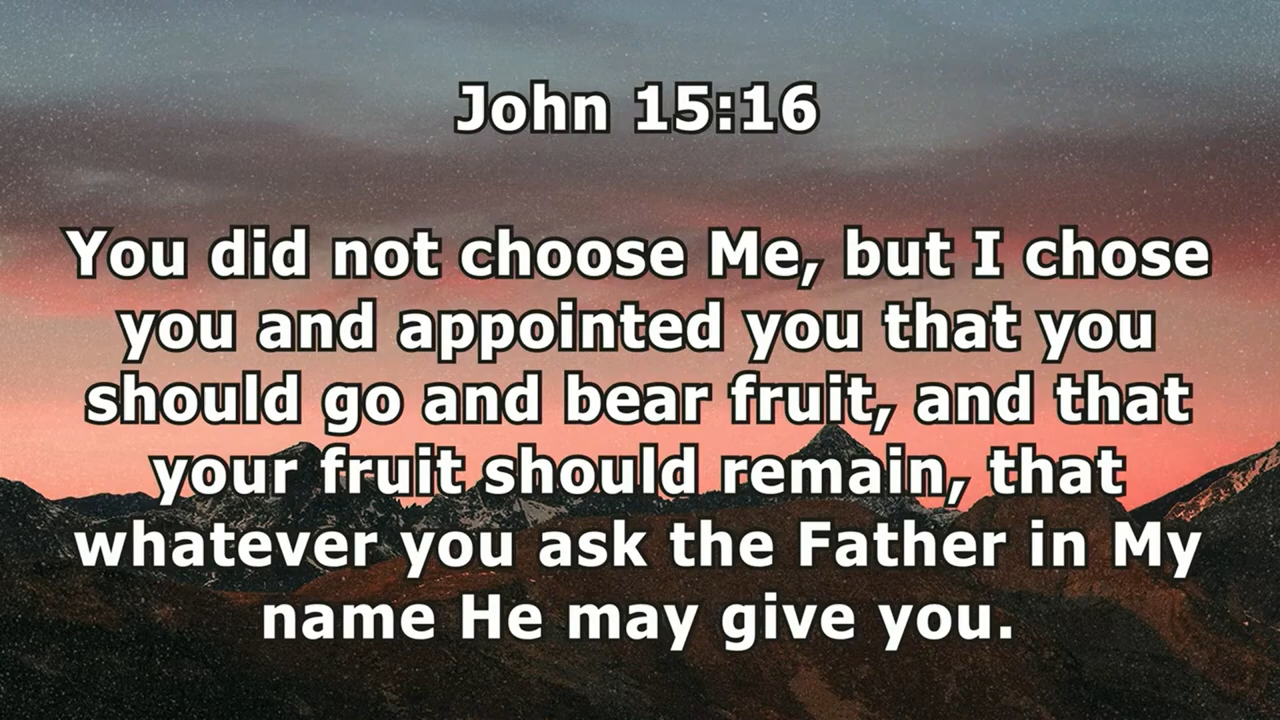 John 15:16
You did not choose Me, but I chose
you and appointed you that you
should go and bear fruit, and that
your fruit should remain, that
whatever you ask the Father in My
name He may give you.